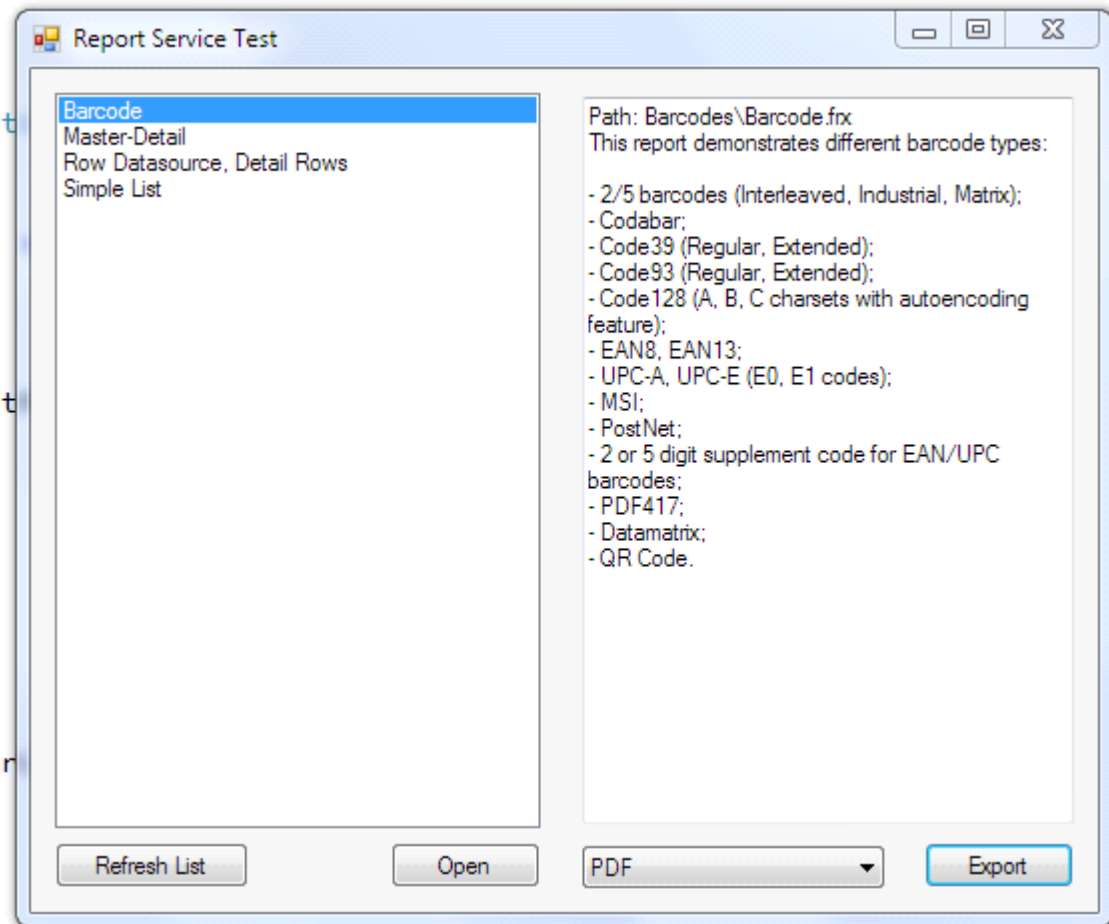 Report Service Test
Barcode
Master-Detail
Row Datasource, Detail Rows
Simple List
Path: Barcodes\Barcode.frx
This report demonstrates different barcode types:
- 2/5 barcodes (Interleaved, Industrial, Matrix);
- Codabar;
- Code39 (Regular, Extended);
- Code93 (Regular, Extended);
- Code128 (A, B, C charsets with autoencoding
feature);
- EAN8, EAN13;
- UPC-A, UPC-E (E0, E1 codes);
- MSI;
- PostNet;
- 2 or 5 digit supplement code for EAN/UPC
barcodes;
- PDF417;
- Datamatrix;
- QR Code.
Refresh List
Open
PDF
Export
t
t
r